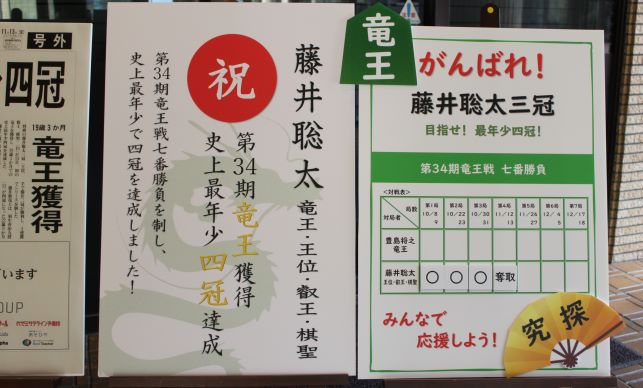 号外
四冠
19歳3か月
竜王獲得
います
OUP
祝
藤井聡太
竜王・王位・叡王・棋聖
第34期竜王獲得
史上最年少四冠達成
第34期竜王戦七番勝負を制し、
史上最年少で四冠を達成しました!
竜王
がんばれ!
藤井聡太三冠
目指せ! 最年少四冠!
第34期竜王戦 七番勝負
<対戦表>
局数 第1局 第2局 第3局 第4局 第5局 第6局 第7局
対局者 10/8 9 10/22 23 10/30 31 11/12 13 11/26 27 12/4 5 12/17 18
豊島将之
竜王
藤井聡太
王位・叡王・棋聖
○ ○ ○ 奪取
みんなで
応援しよう!
究探